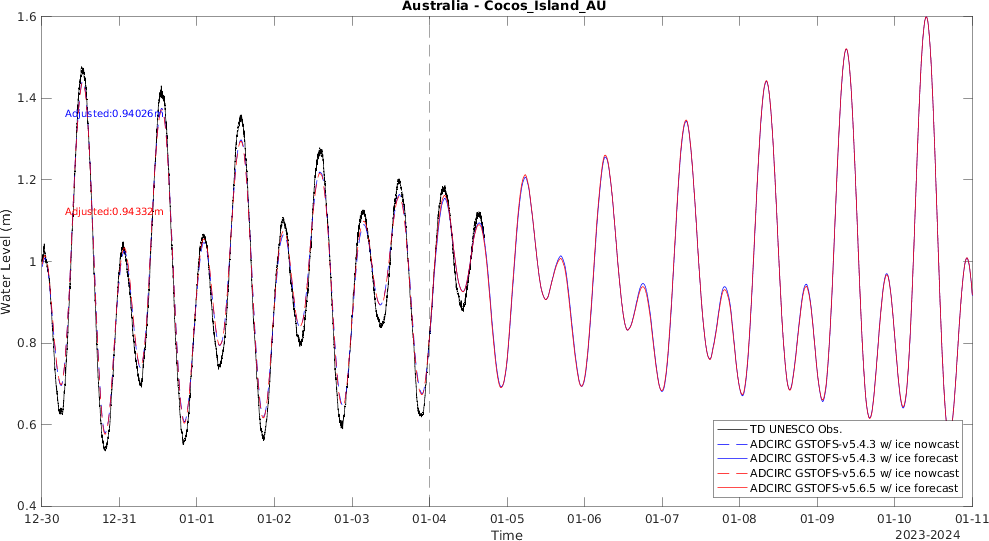 Australia - Cocos_Island_AU
1.6
1.4
1.2
1
0.8
0.6
0.4
Water Level (m)
Adjusted:0.94026m
Adjusted:0.94332m
TD UNESCO Obs.
ADCIRC GSTOFS-v5.4.3 w/ ice nowcast
ADCIRC GSTOFS-v5.4.3 w/ ice forecast
ADCIRC GSTOFS-v5.6.5 w/ ice nowcast
ADCIRC GSTOFS-v5.6.5 w/ ice forecast
12-30 12-31 01-01 01-02 01-03 01-04 01-05 01-06 01-07 01-08 01-09 01-10 01-11
Time
2023-2024